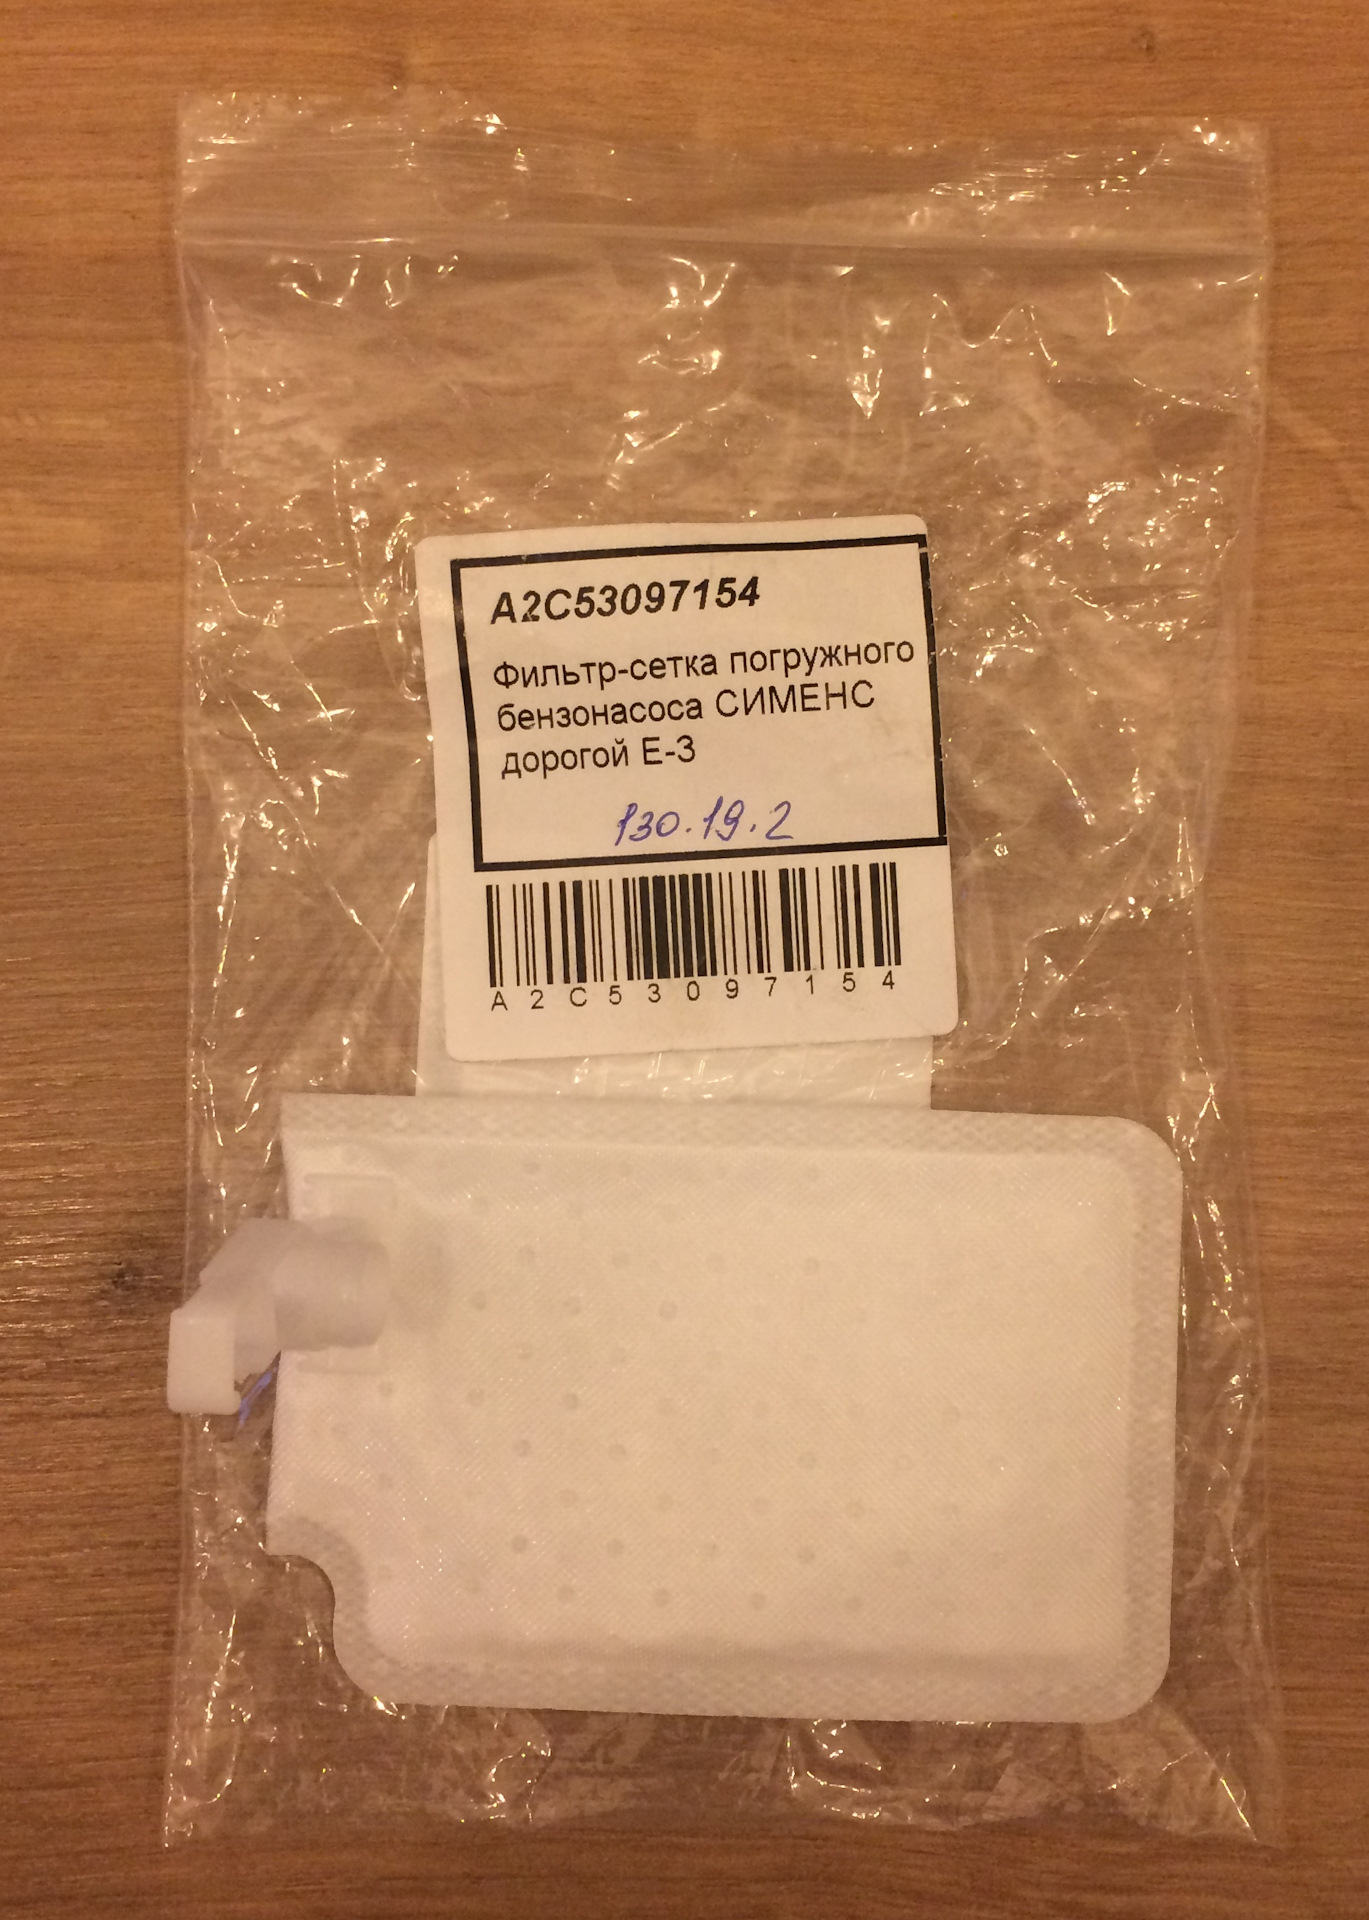 A2C53097154
Фильтр-сетка погружного
бензонасоса СИМЕНС
дорогой Е-3
130.19.2
A2C53097154